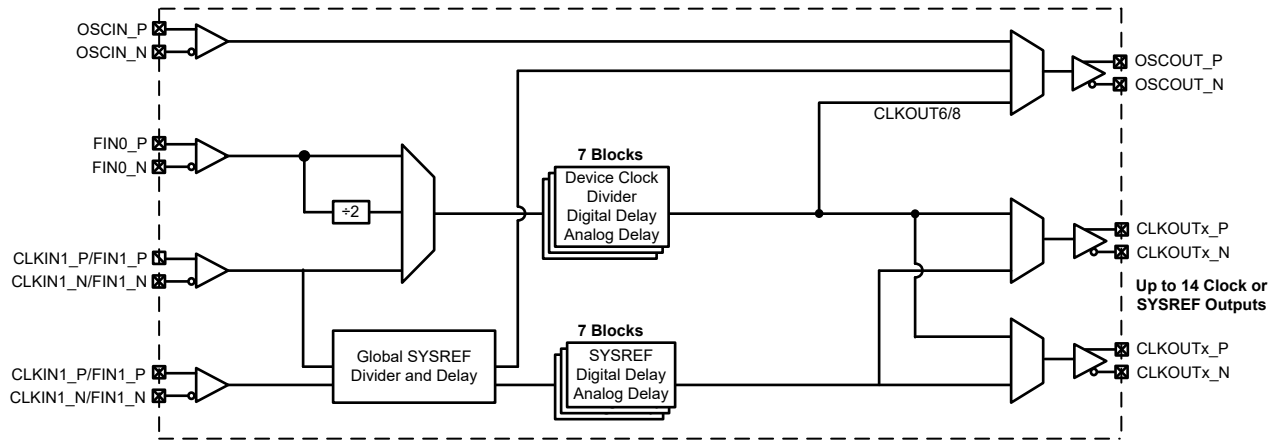 OSCIN_P
OSCIN_N
OSCOUT_P
OSCOUT_N
CLKOUT6/8
FIN0_P
FIN0_N
÷2
7 Blocks
Device Clock
Divider
Digital Delay
Analog Delay
CLKIN1_P/FIN1_P
CLKIN1_N/FIN1_N
CLKOUTx_P
CLKOUTx_N
Up to 14 Clock or
SYSREF Outputs
Global SYSREF
Divider and Delay
7 Blocks
SYSREF
Digital Delay
Analog Delay
CLKIN1_P/FIN1_P
CLKIN1_N/FIN1_N
CLKOUTx_P
CLKOUTx_N